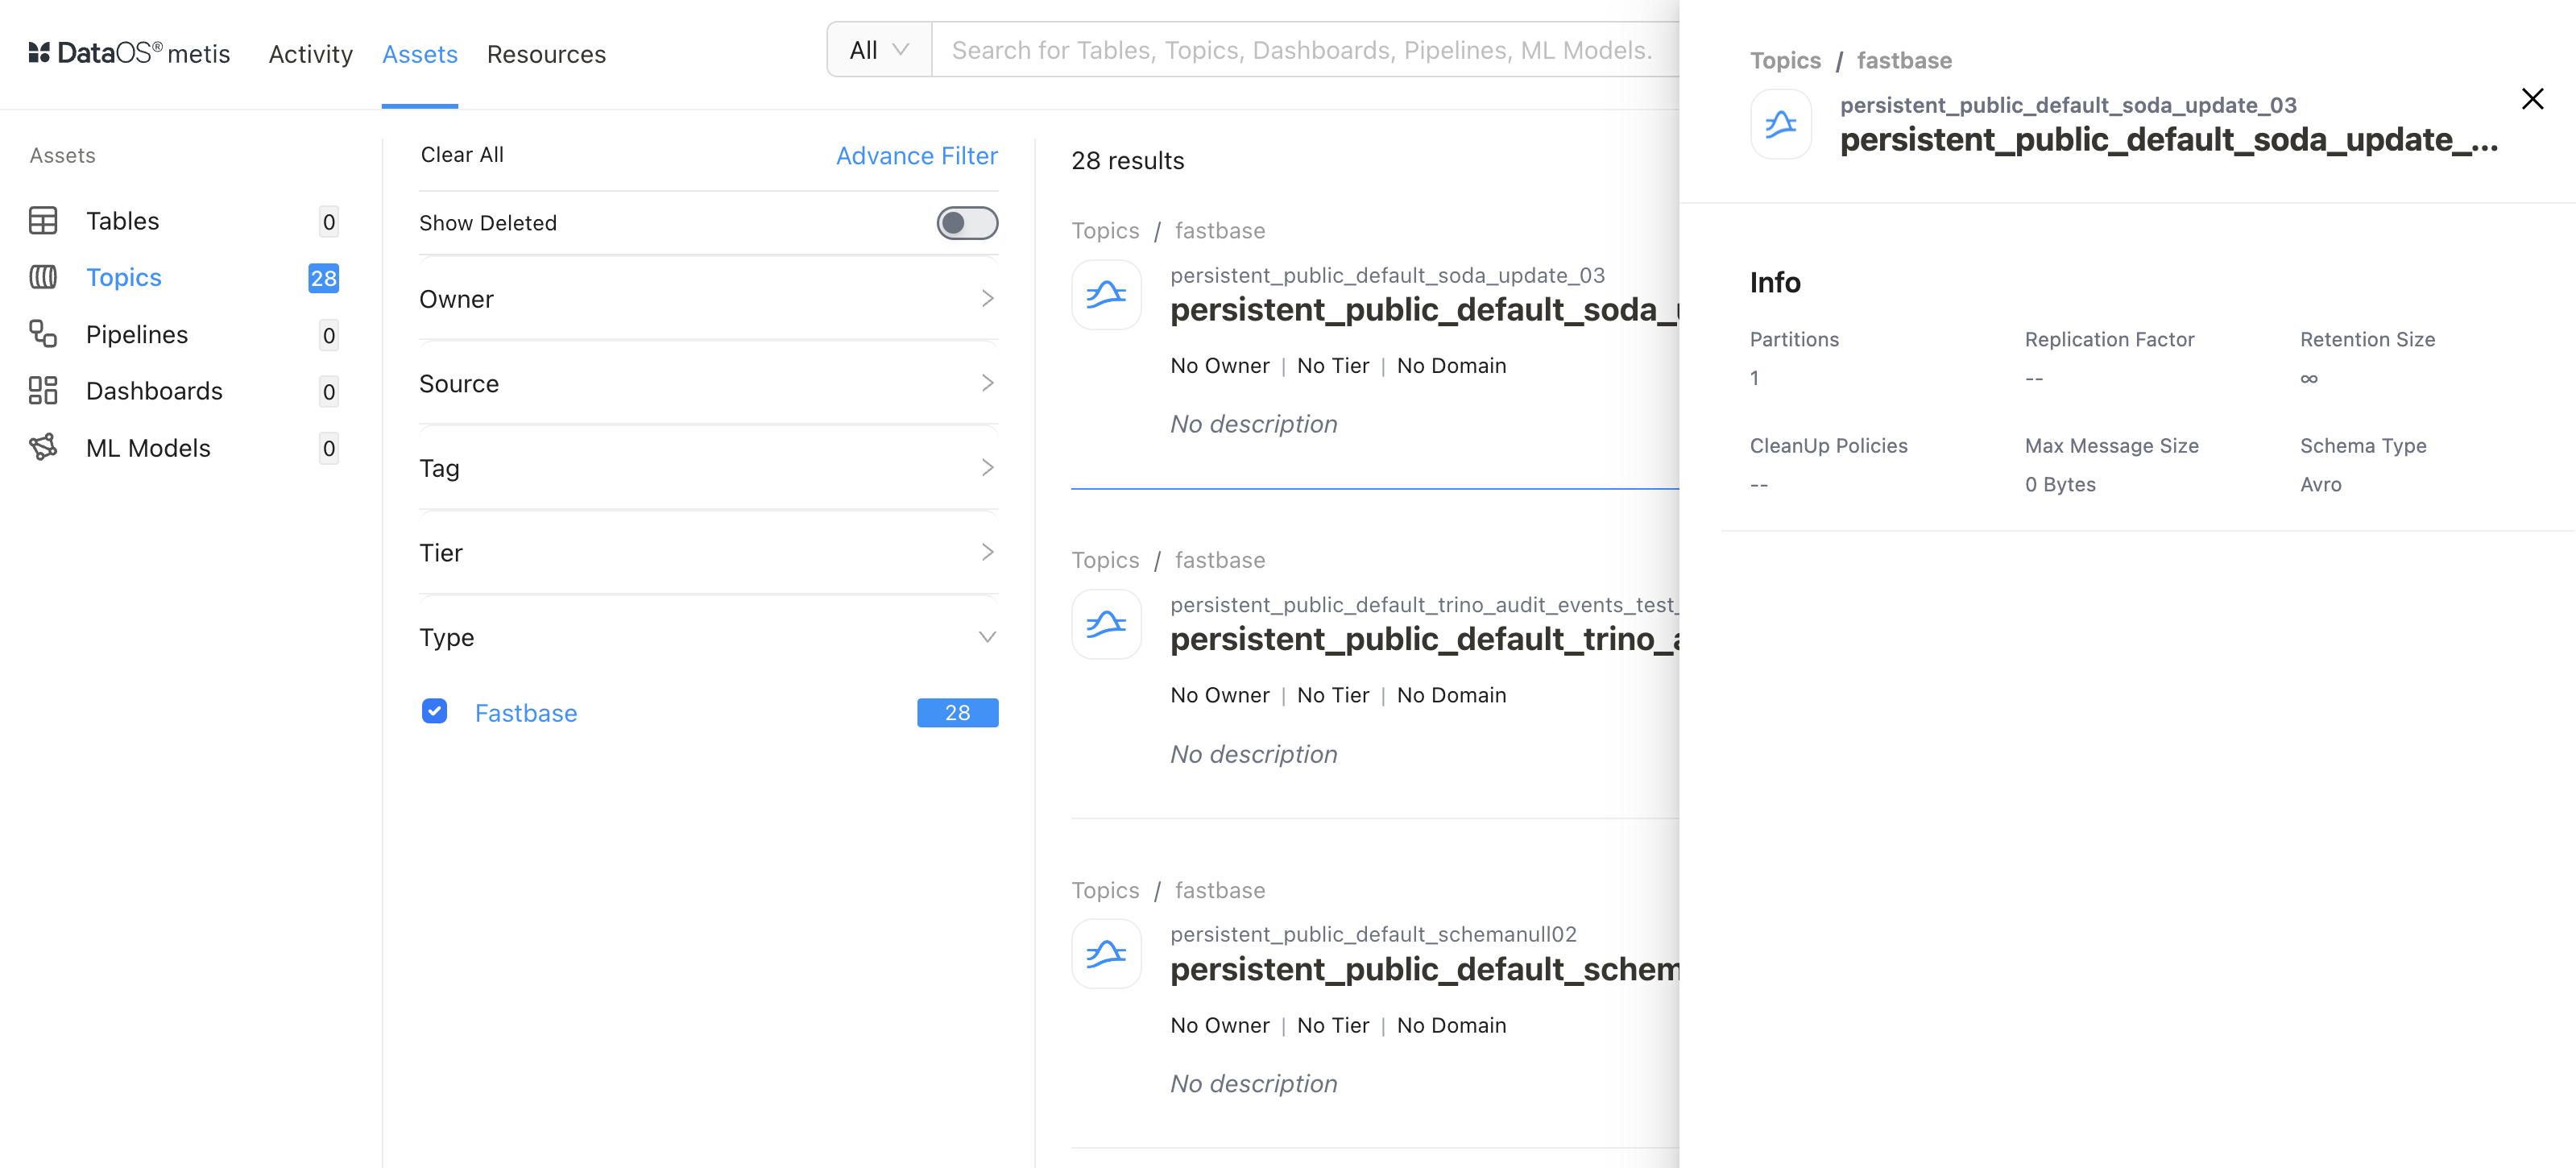 DataOS® metis
Activity
Assets
Resources
All
Search for Tables, Topics, Dashboards, Pipelines, ML Models.
Assets
Tables 0
Topics 28
Pipelines 0
Dashboards 0
ML Models 0
Clear All
Advance Filter
Show Deleted
Owner
Source
Tag
Tier
Type
Fastbase 28
28 results
Topics / fastbase
persistent_public_default_soda_update_03
persistent_public_default_soda_
No Owner | No Tier | No Domain
No description
Topics / fastbase
persistent_public_default_trino_audit_events_test_
persistent_public_default_trino_
No Owner | No Tier | No Domain
No description
Topics / fastbase
persistent_public_default_schemanull02
persistent_public_default_schem
No Owner | No Tier | No Domain
No description
Topics / fastbase
persistent_public_default_soda_update_03
persistent_public_default_soda_update_...
Info
Partitions
1
Replication Factor
--
Retention Size
∞
CleanUp Policies
--
Max Message Size
0 Bytes
Schema Type
Avro